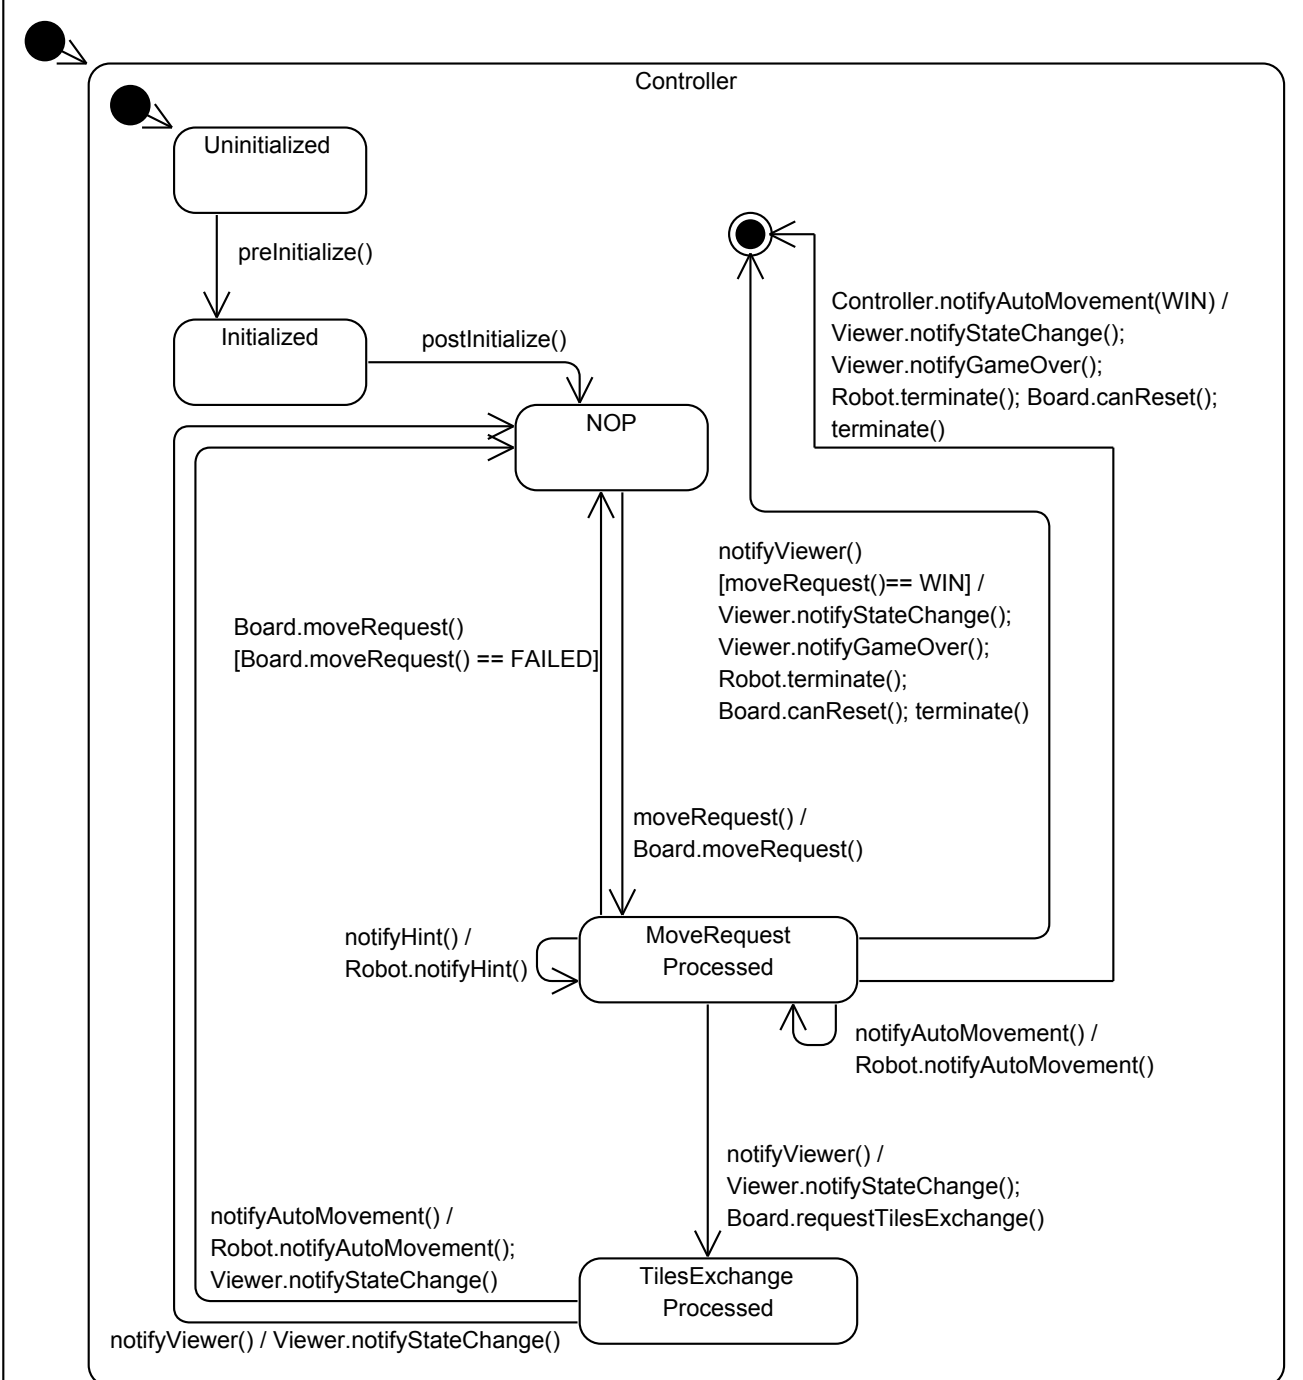 Controller
Uninitialized
preInitialize()
Initialized
postInitialize()
NOP
Controller.notifyAutoMovement(WIN) /
Viewer.notifyStateChange();
Viewer.notifyGameOver();
Robot.terminate(); Board.canReset();
terminate()
notifyViewer()
[moveRequest()== WIN] /
Viewer.notifyStateChange();
Viewer.notifyGameOver();
Robot.terminate();
Board.canReset(); terminate()
Board.moveRequest()
[Board.moveRequest() == FAILED]
moveRequest() /
Board.moveRequest()
notifyHint() /
Robot.notifyHint()
MoveRequest
Processed
notifyAutoMovement() /
Robot.notifyAutoMovement()
notifyViewer() /
Viewer.notifyStateChange();
Board.requestTilesExchange()
notifyAutoMovement() /
Robot.notifyAutoMovement();
Viewer.notifyStateChange()
TilesExchange
Processed
notifyViewer() / Viewer.notifyStateChange()